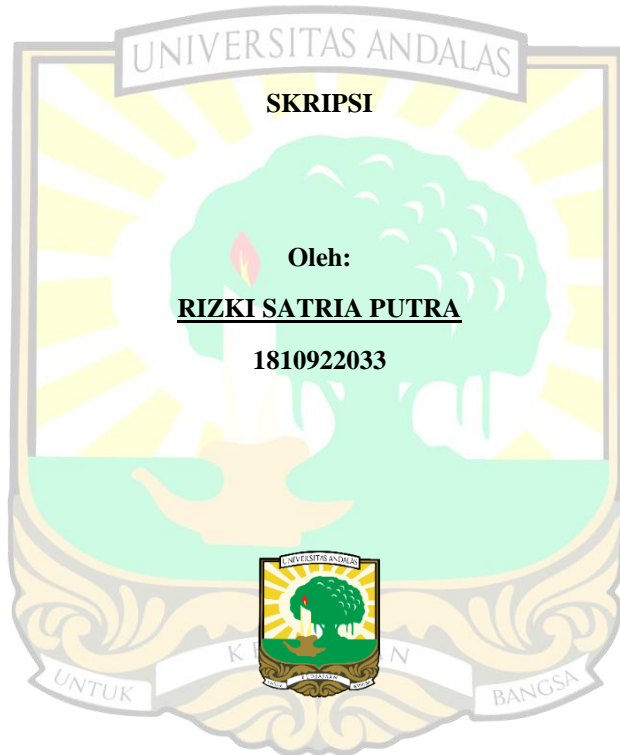 UNIVERSITAS ANDALAS
SKRIPSI
Oleh:
RIZKI SATRIA PUTRA
1810922033
UNIVERSITAS ANDALAS
UNTUK
BANGSA